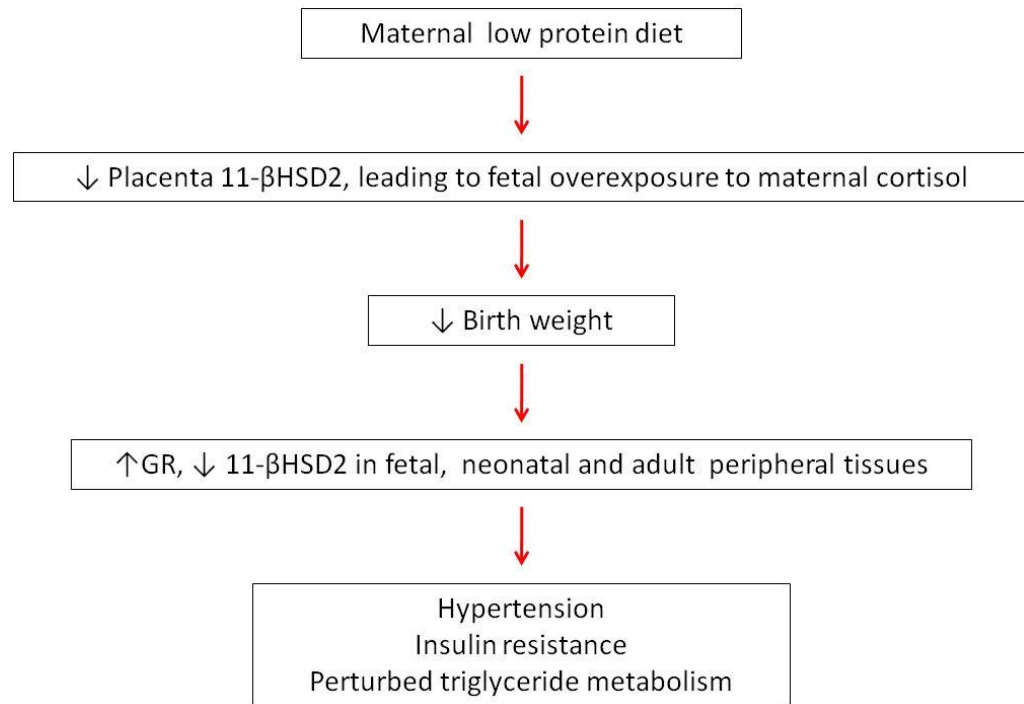 Maternal low protein diet
↓ Placenta 11-βHSD2, leading to fetal overexposure to maternal cortisol
↓ Birth weight
↑GR, ↓ 11-βHSD2 in fetal, neonatal and adult peripheral tissues
Hypertension
Insulin resistance
Perturbed triglyceride metabolism